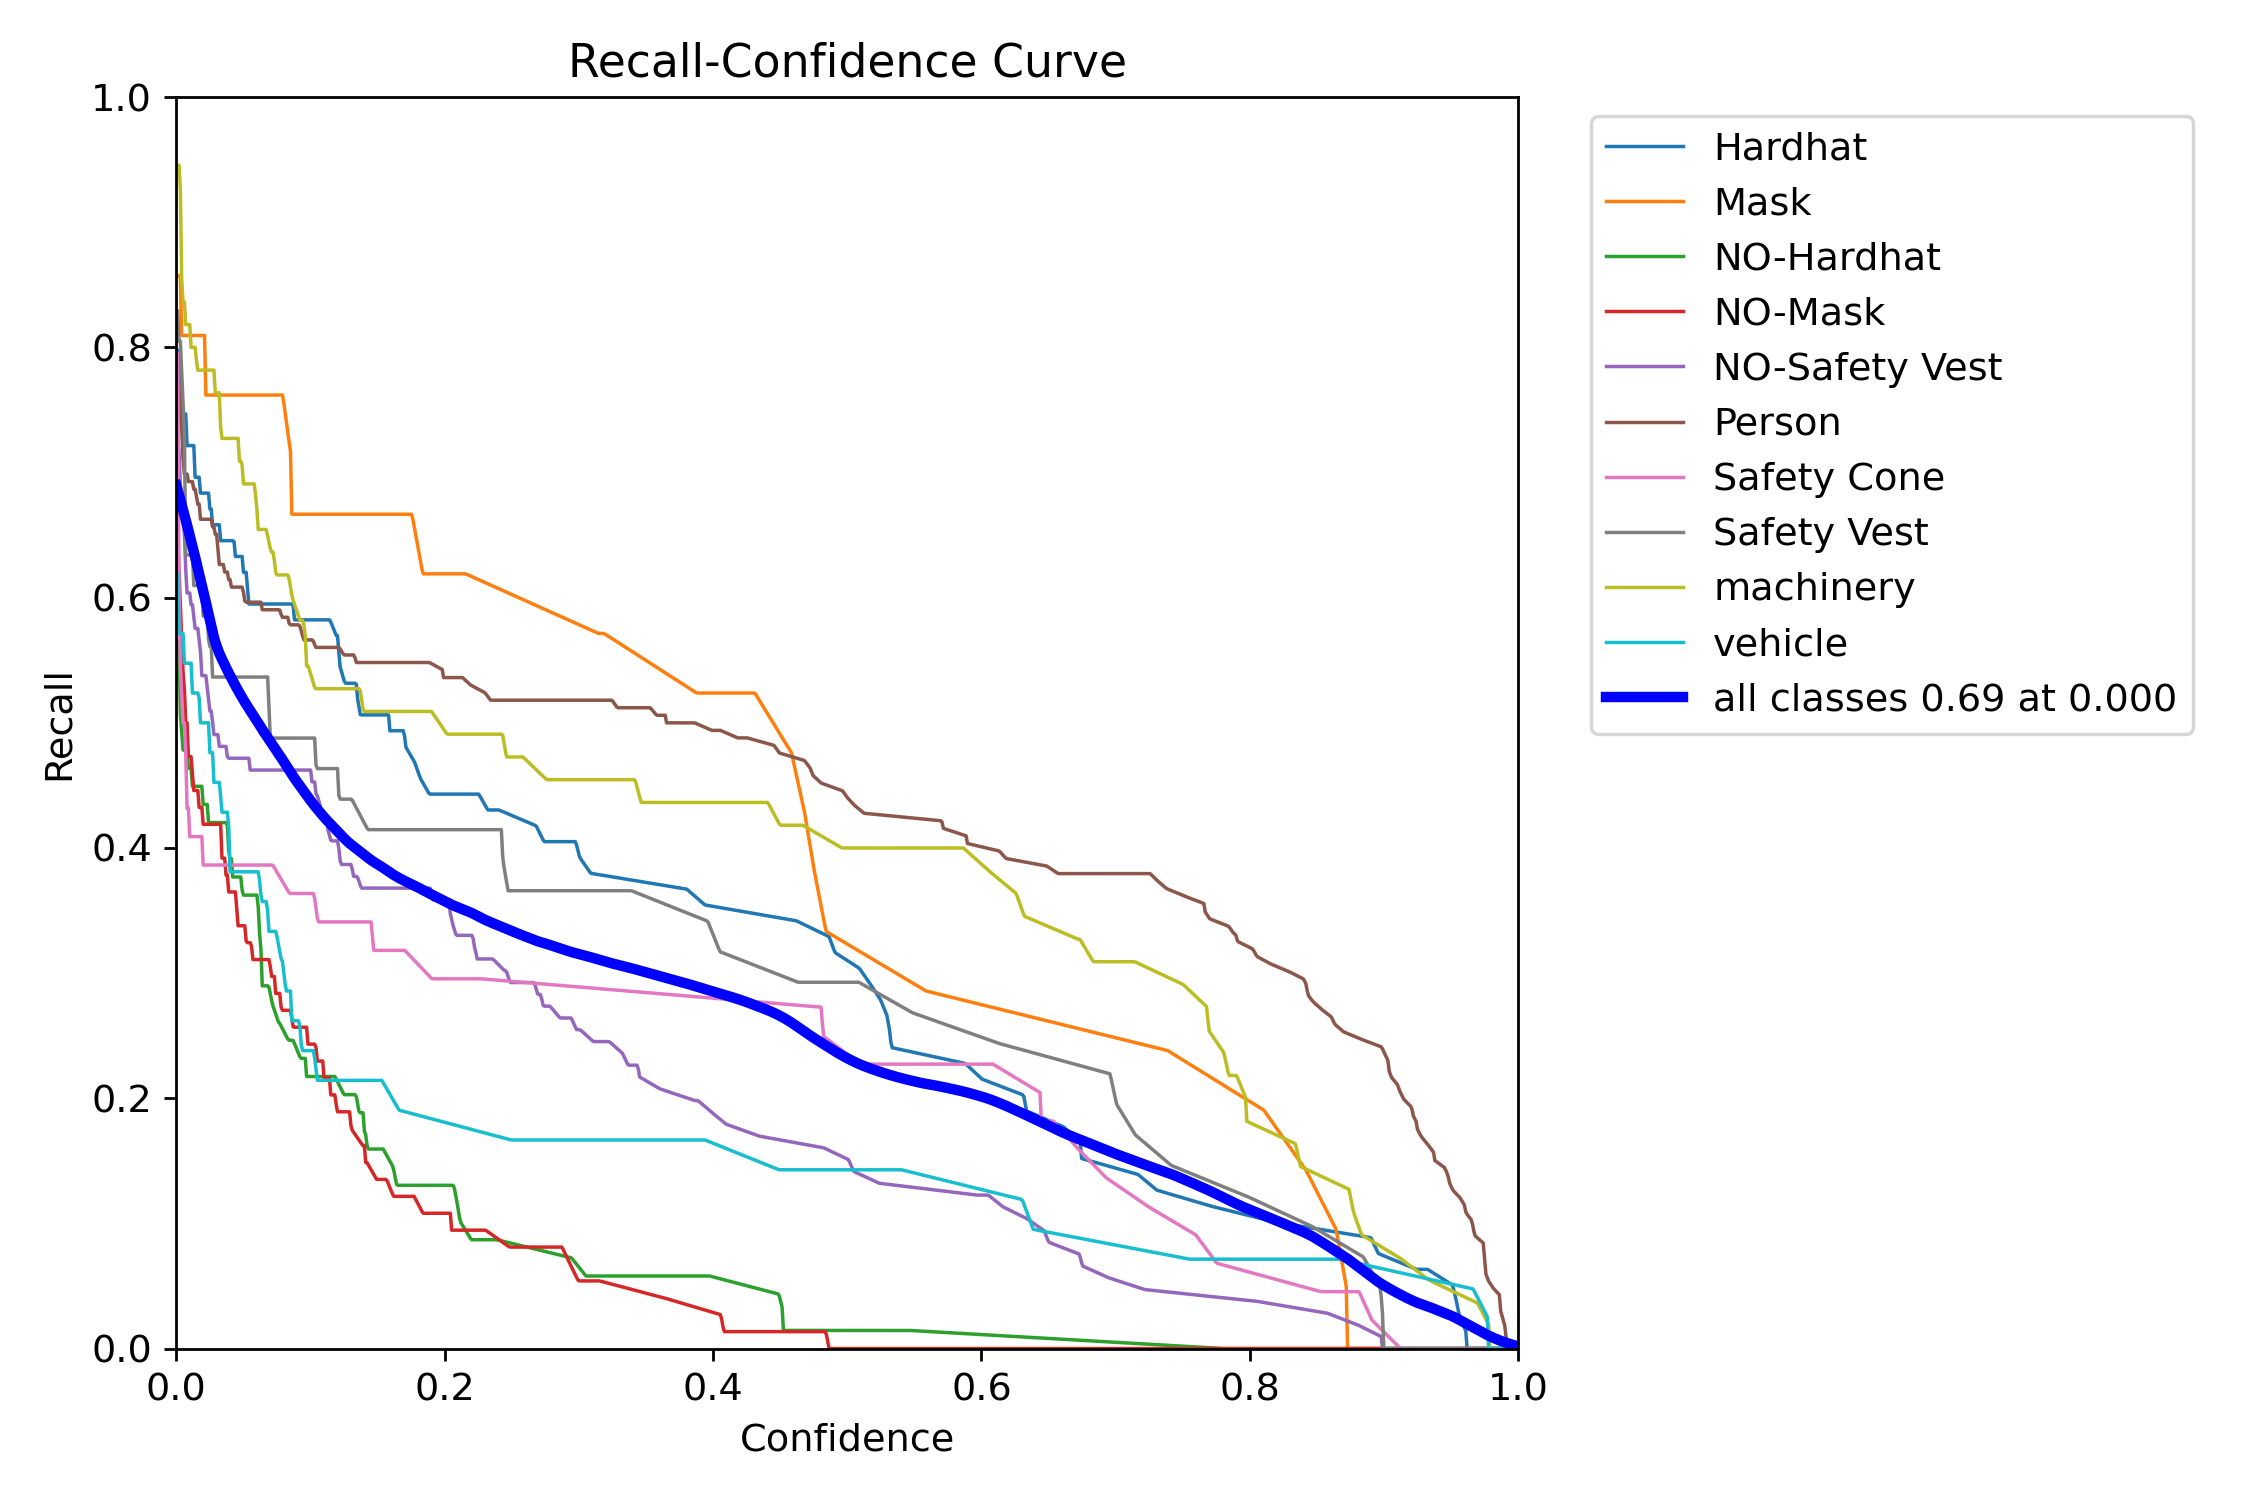 Recall-Confidence Curve
1.0
0.8
0.6
0.4
0.2
0.0
Recall
0.0 0.2 0.4 0.6 0.8 1.0
Confidence
Hardhat
Mask
NO-Hardhat
NO-Mask
NO-Safety Vest
Person
Safety Cone
Safety Vest
machinery
vehicle
all classes 0.69 at 0.000